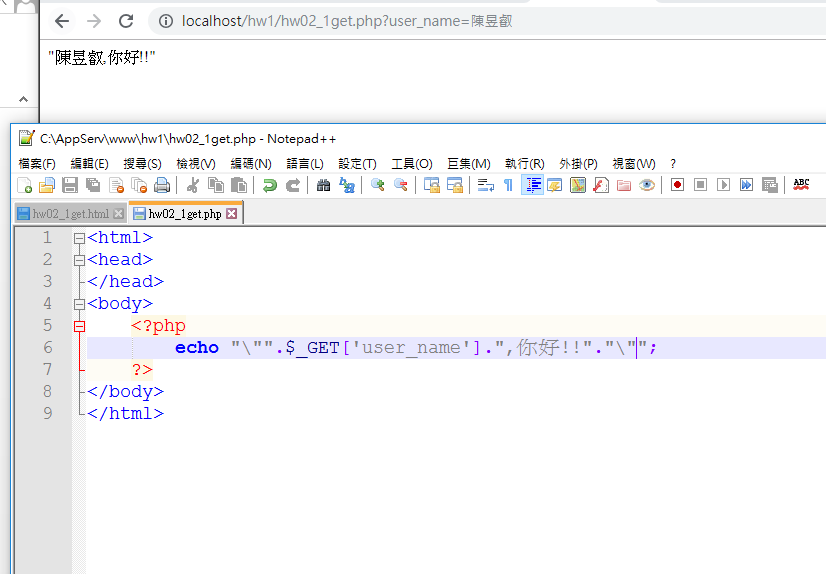 localhost/hw1/hw02_1get.php?user_name=陳昱叡
"陳昱叡,你好!!"
C:\AppServ\www\hw1\hw02_1get.php - Notepad++
檔案(F) 編輯(E) 搜尋(S) 檢視(V) 編碼(N) 語言(L) 設定(T) 工具(O) 巨集(M) 執行(R) 外掛(P) 視窗(W) ?
ABC
hw02_1get.html hw02_1get.php
1 <html>
2 <head>
3 </head>
4 <body>
5 <?php
6 echo "\"".$_GET['user_name'].",你好!!"."\"";
7 ?>
8 </body>
9 </html>